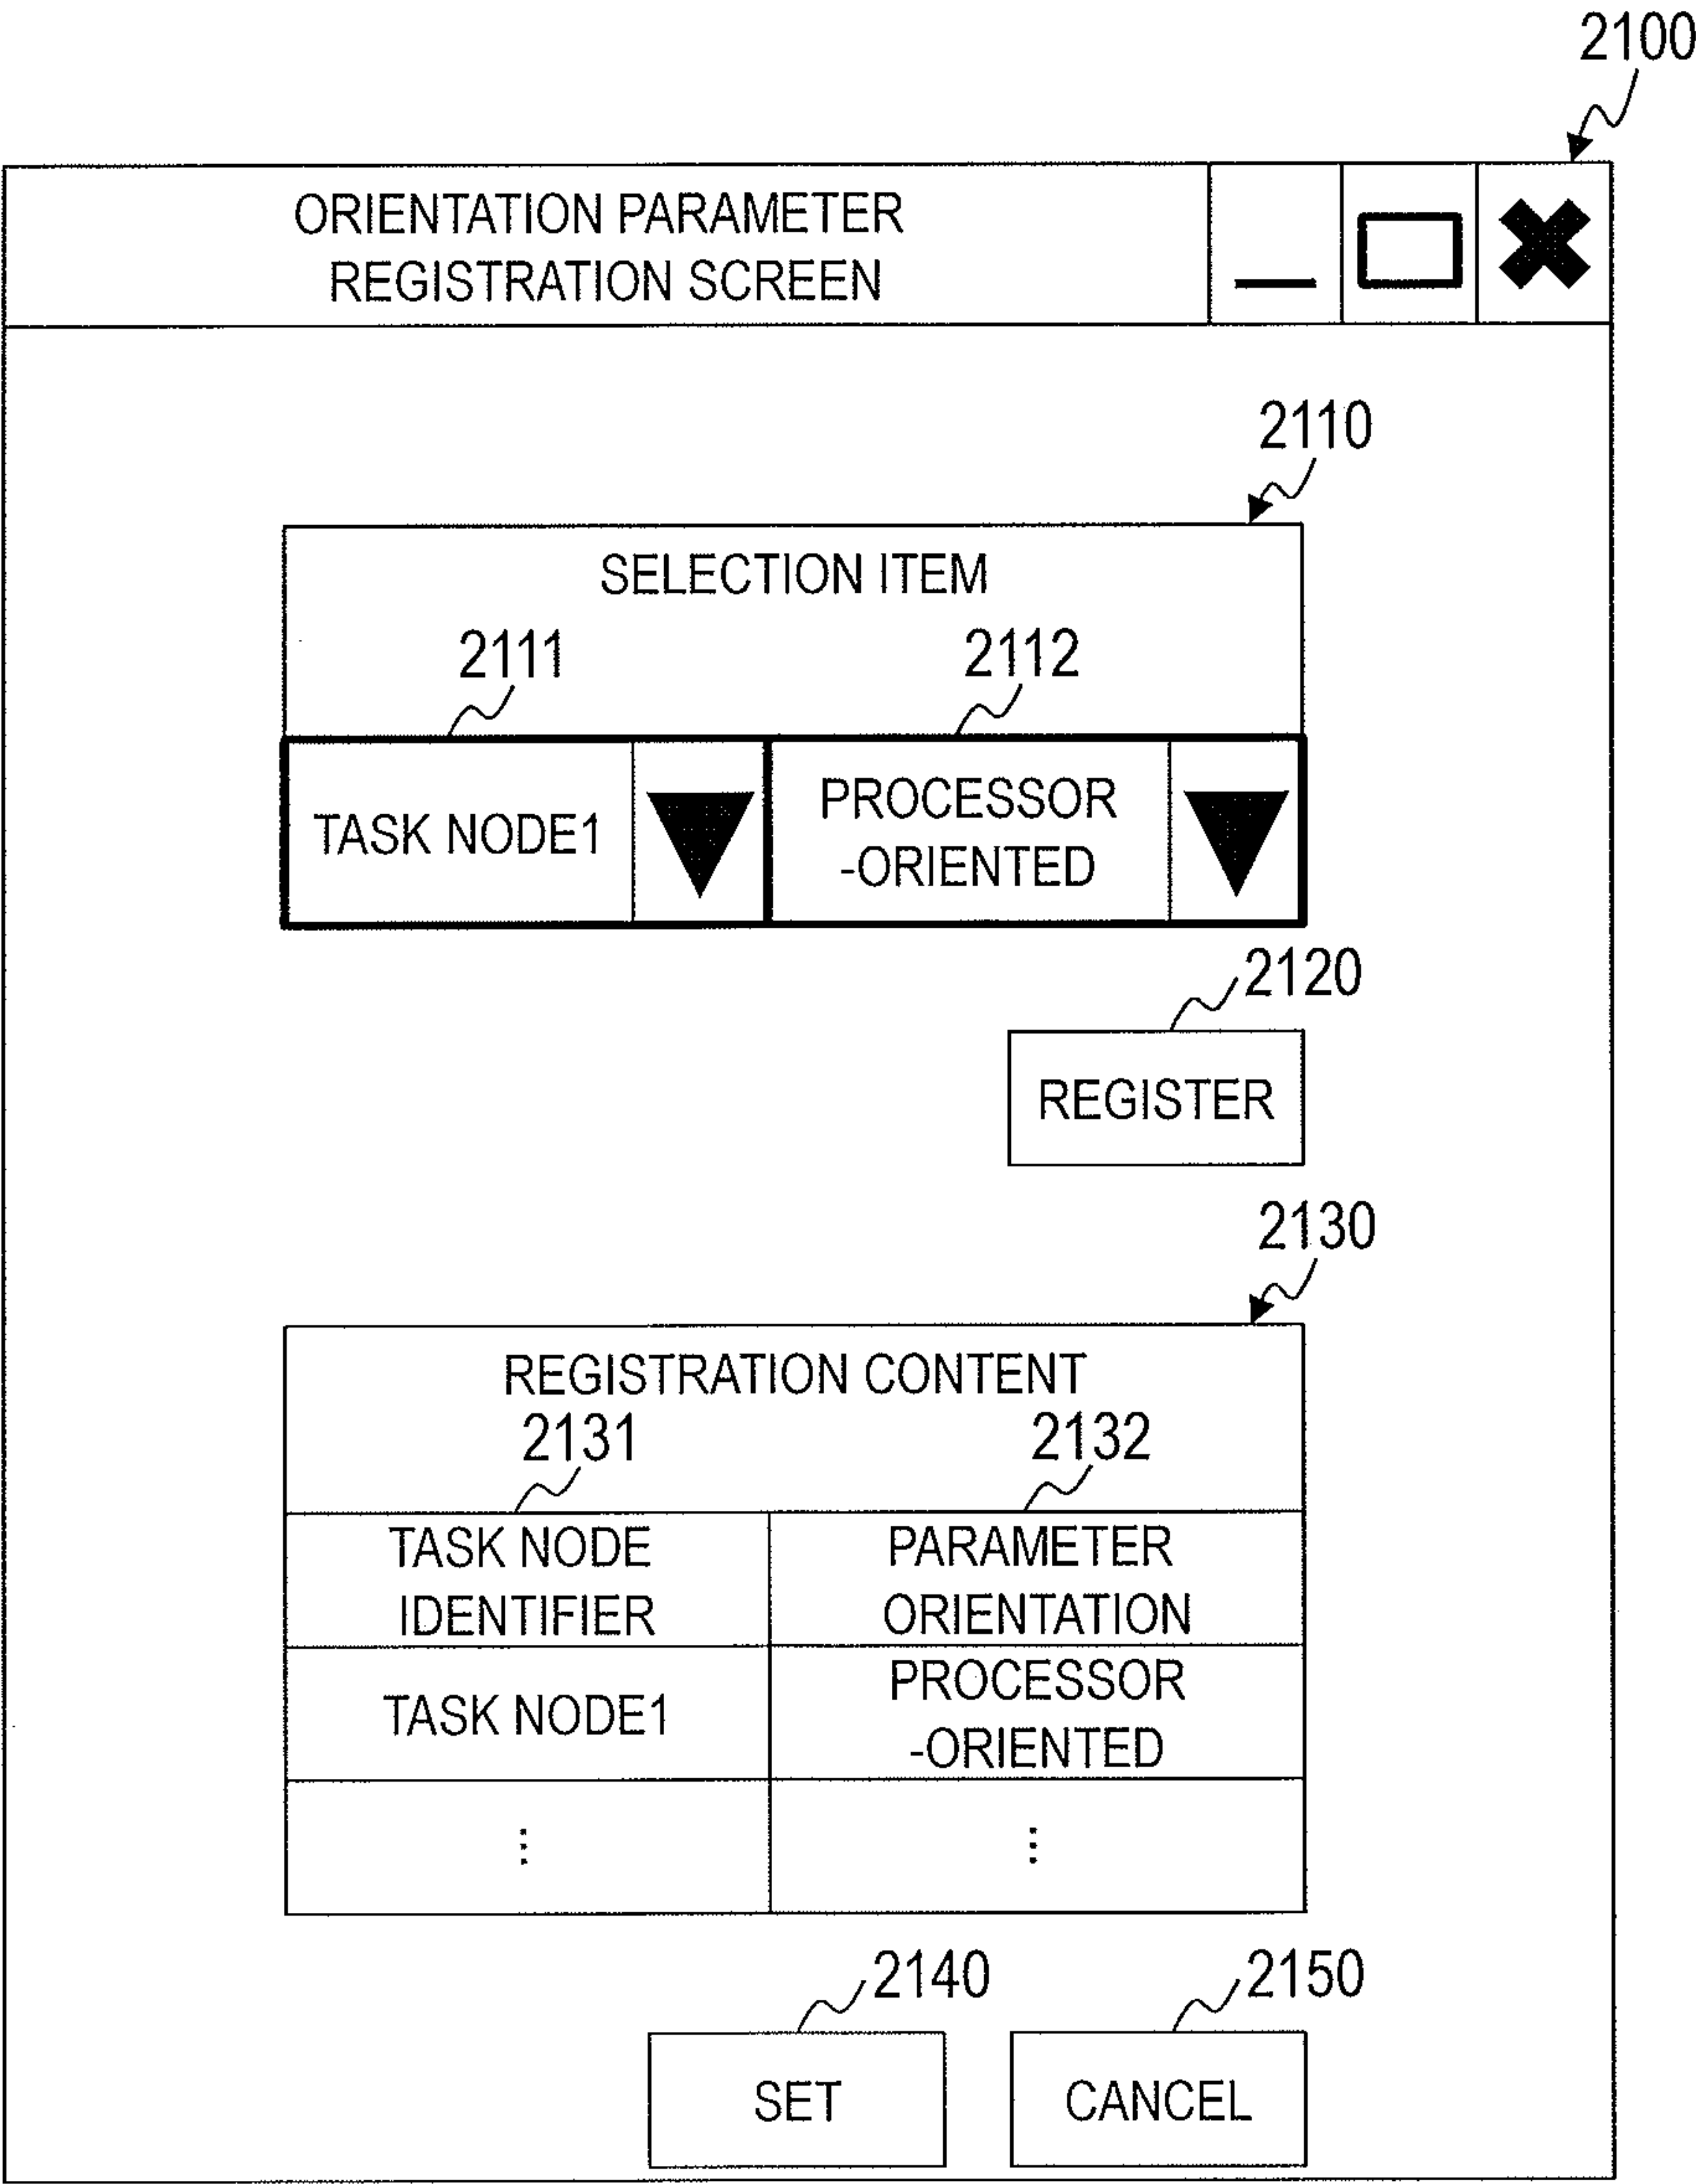 2100
ORIENTATION PARAMETER
REGISTRATION SCREEN
2110
SELECTION ITEM
2111 2112
TASK NODE1
PROCESSOR
-ORIENTED
2120
REGISTER
2130
REGISTRATION CONTENT
2131 2132
TASK NODE
IDENTIFIER
PARAMETER
ORIENTATION
TASK NODE1
PROCESSOR
-ORIENTED
⋮ ⋮
2140 2150
SET CANCEL